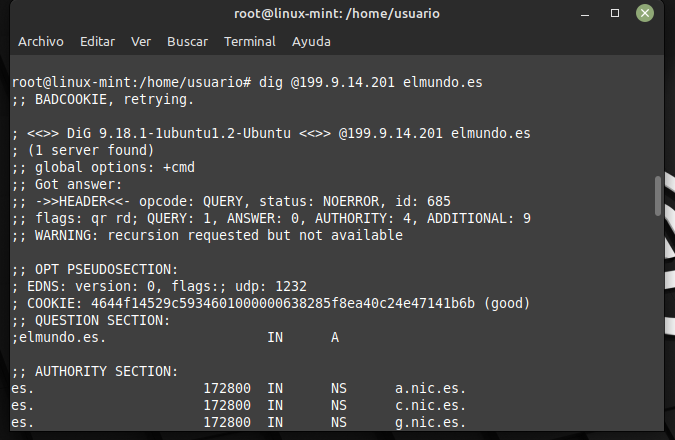 root@linux-mint: /home/usuario
Archivo Editar Ver Buscar Terminal Ayuda
root@linux-mint:/home/usuario# dig @199.9.14.201 elmundo.es
;; BADCOOKIE, retrying.
; <<>> DiG 9.18.1-1ubuntu1.2-Ubuntu <<>> @199.9.14.201 elmundo.es
; (1 server found)
;; global options: +cmd
;; Got answer:
;; ->>HEADER<<- opcode: QUERY, status: NOERROR, id: 685
;; flags: qr rd; QUERY: 1, ANSWER: 0, AUTHORITY: 4, ADDITIONAL: 9
;; WARNING: recursion requested but not available
;; OPT PSEUDOSECTION:
; EDNS: version: 0, flags:; udp: 1232
; COOKIE: 4644f14529c5934601000000638285f8ea40c24e47141b6b (good)
;; QUESTION SECTION:
;elmundo.es. IN A
;; AUTHORITY SECTION:
es. 172800 IN NS a.nic.es.
es. 172800 IN NS c.nic.es.
es. 172800 IN NS g.nic.es.